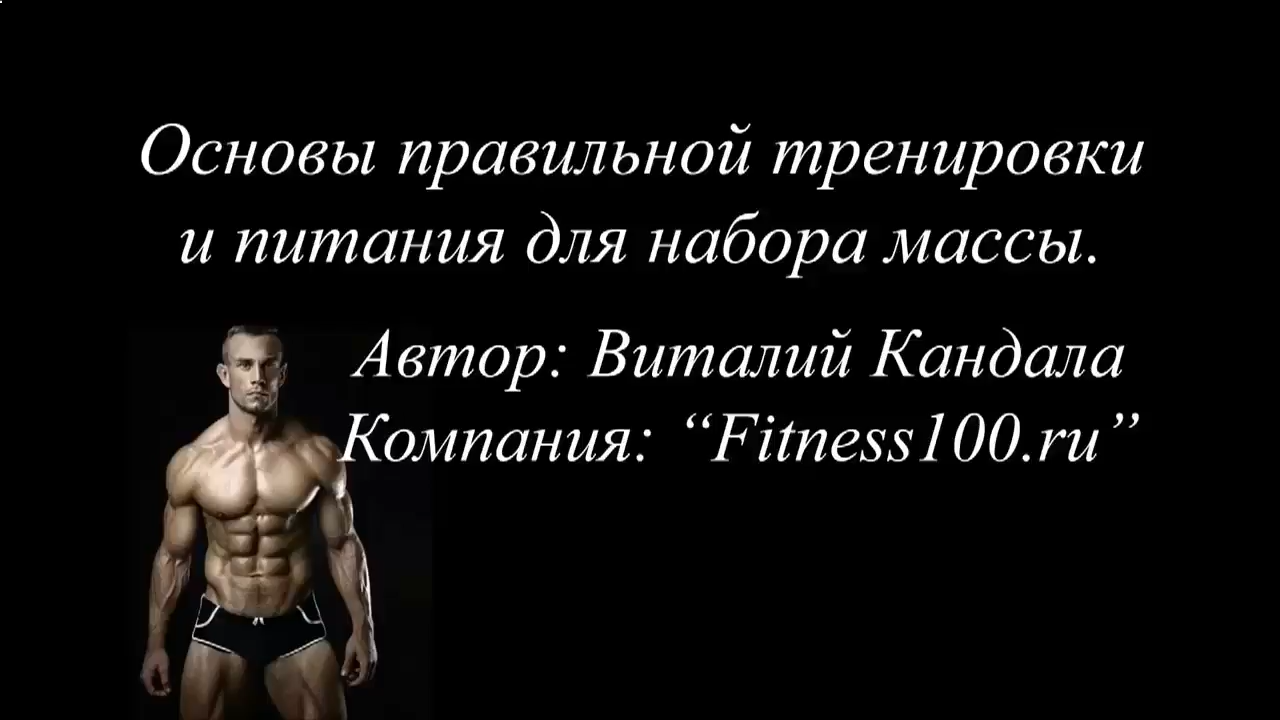 Основы правильной тренировки
и питания для набора массы.
Автор: Виталий Кандала
Компания: “Fitness100.ru”